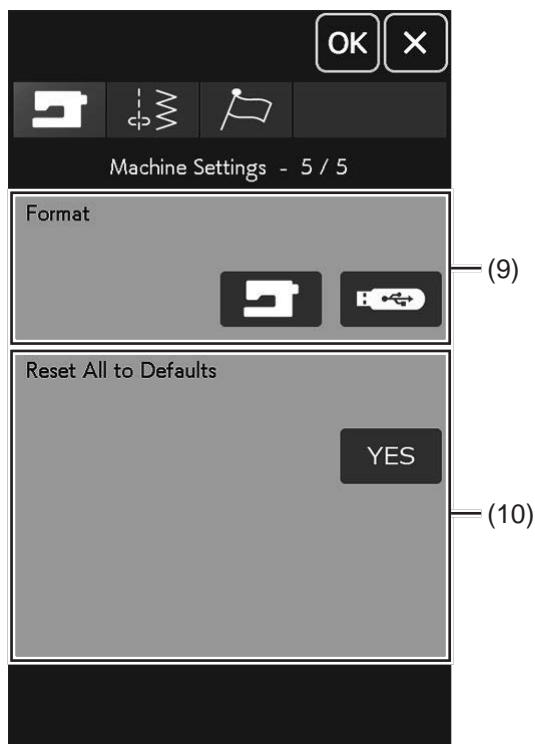 OK
Machine Settings - 5 / 5
Format
(9)
Reset All to Defaults
YES
(10)